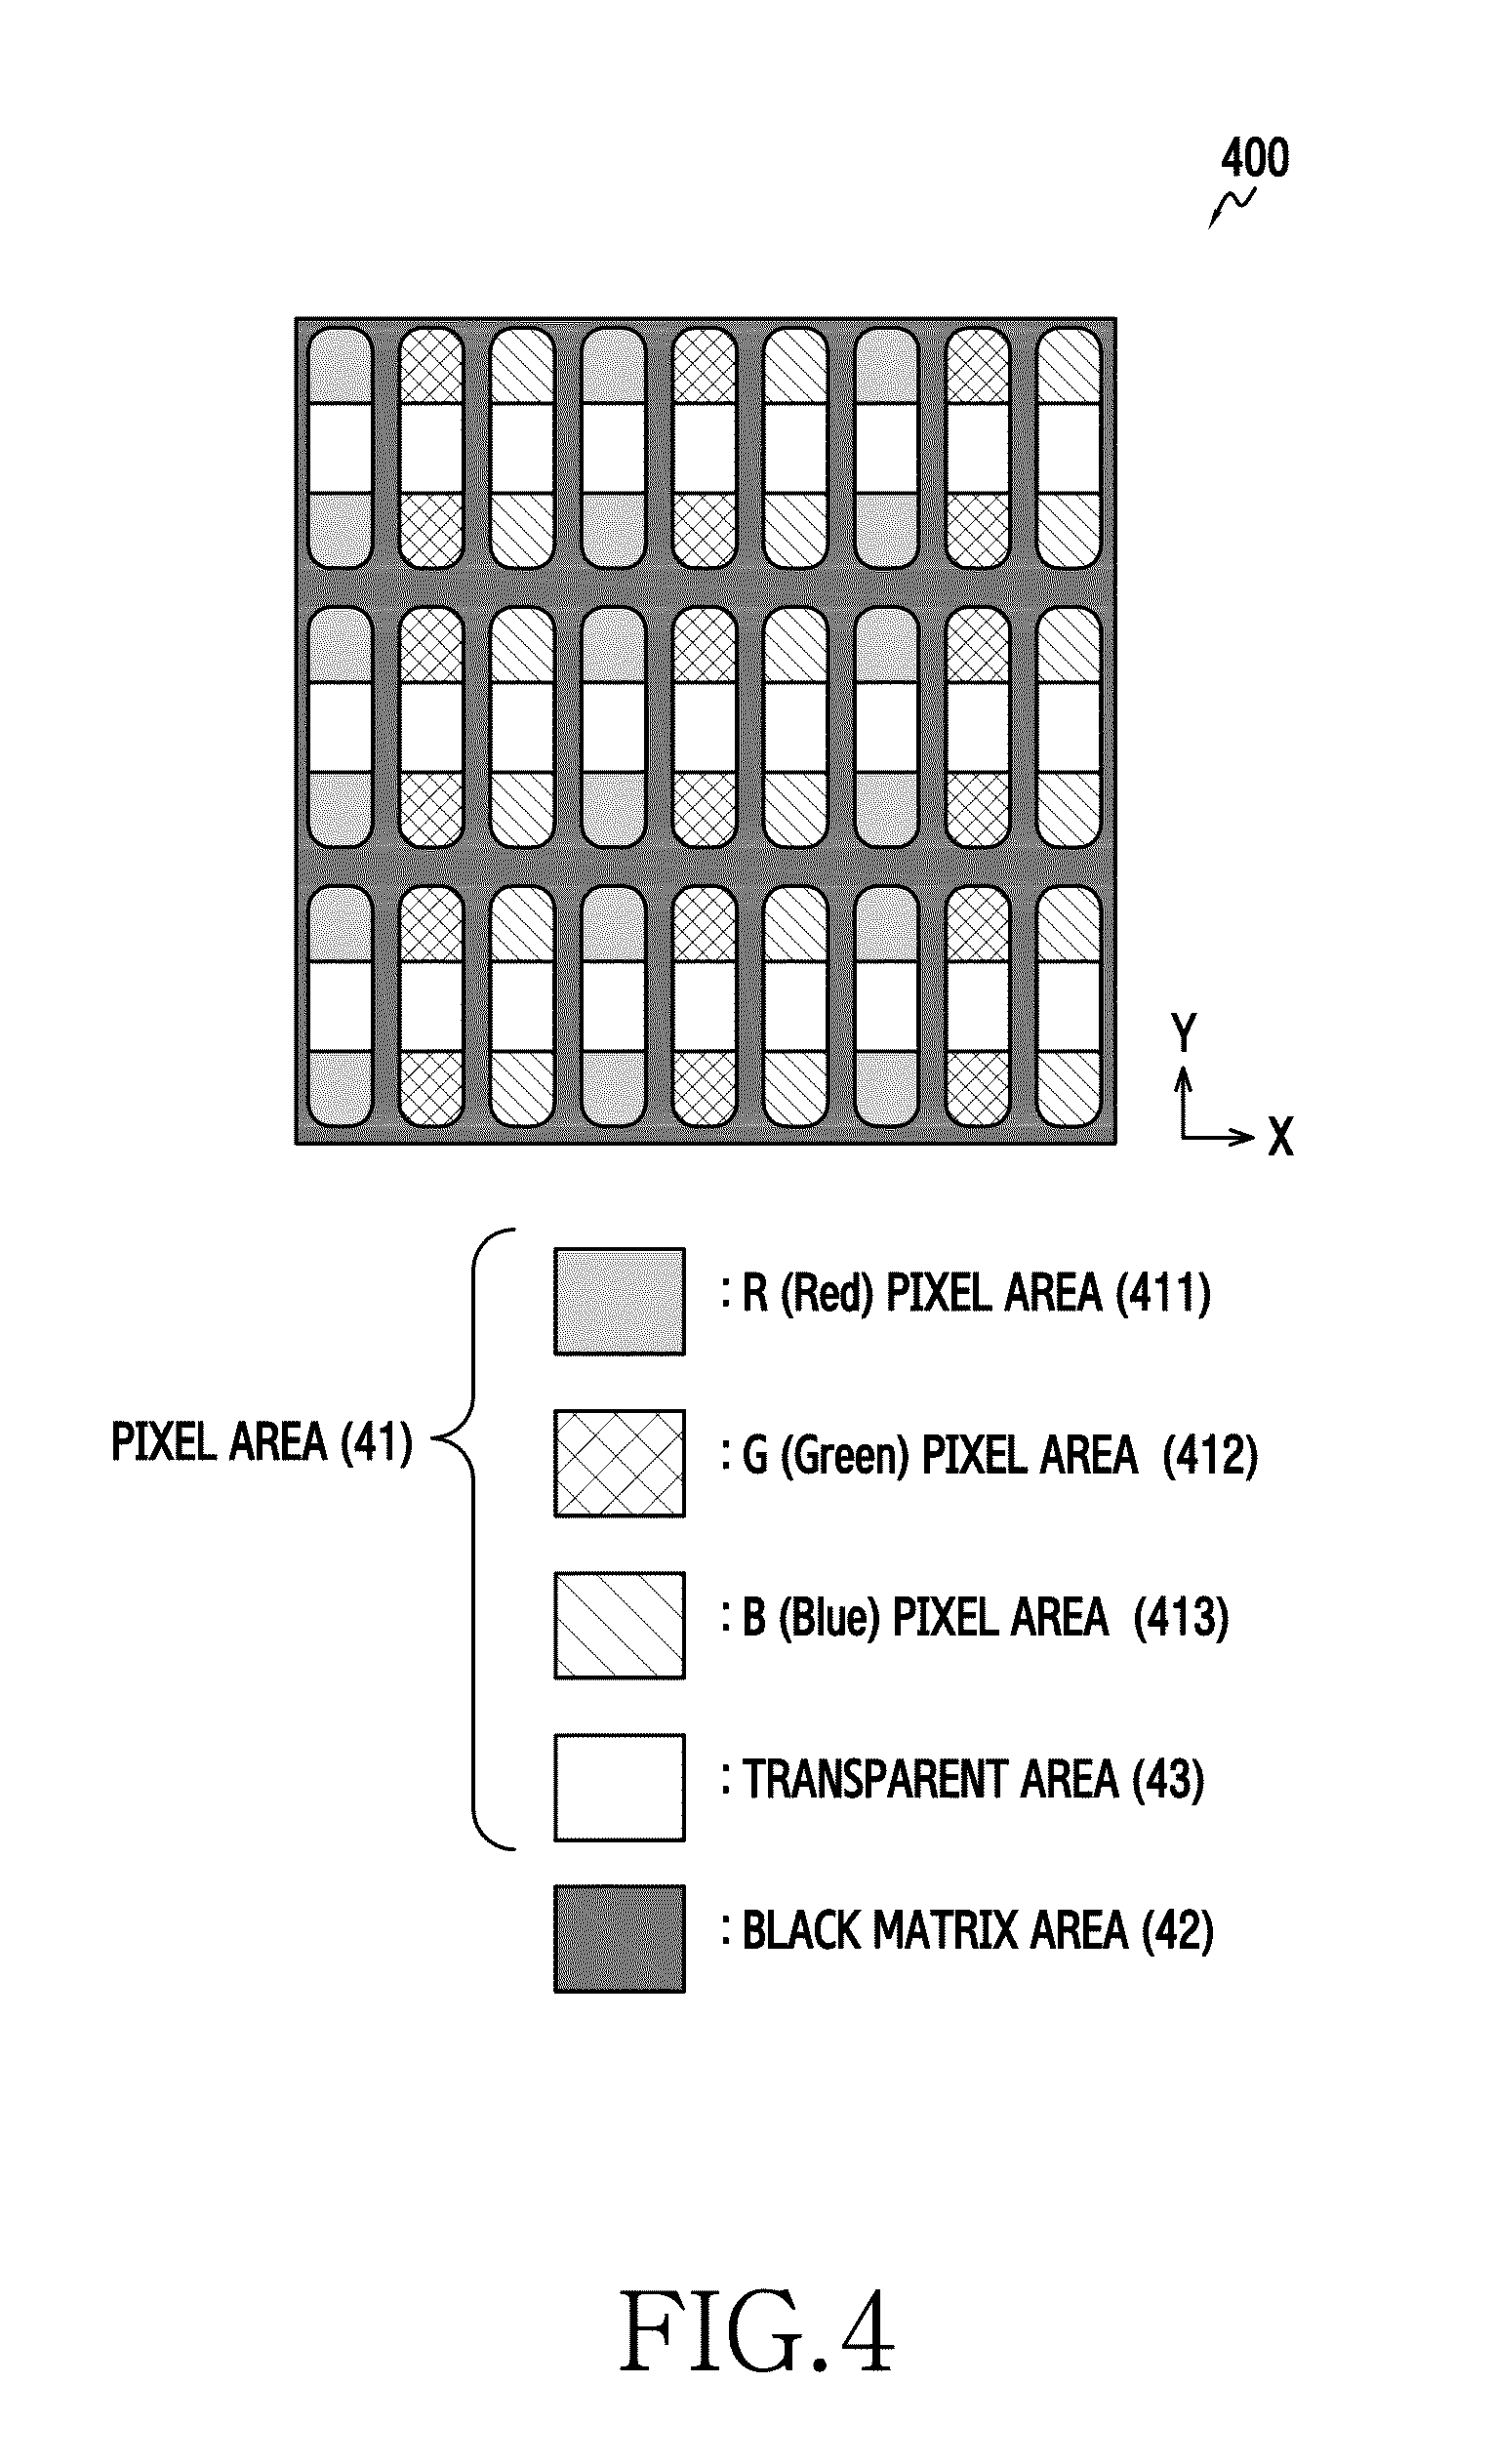 400
Y
X
: R (Red) PIXEL AREA (411)
PIXEL AREA (41)
: G (Green) PIXEL AREA (412)
: B (Blue) PIXEL AREA (413)
: TRANSPARENT AREA (43)
: BLACK MATRIX AREA (42)
FIG.4